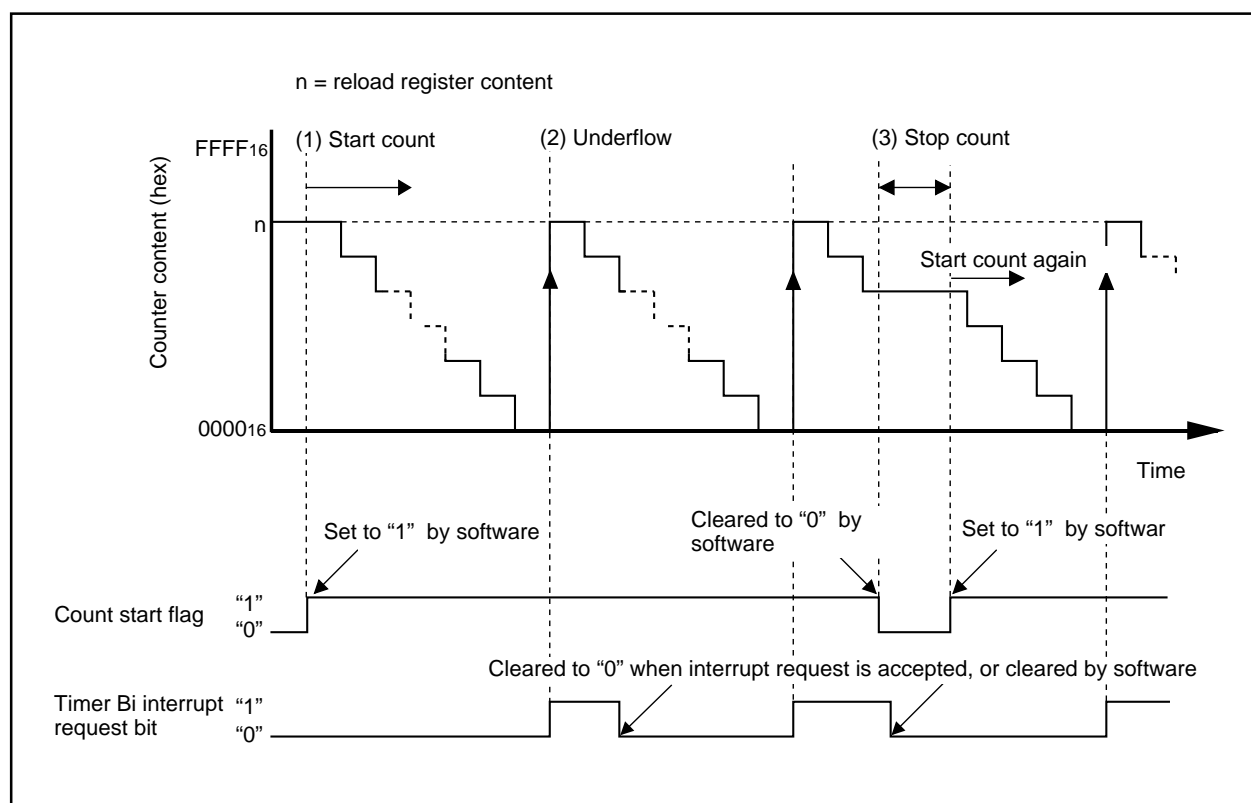 n = reload register content
(1) Start count
(2) Underflow
(3) Stop count
FFFF16
Counter content (hex)
n
Start count again
000016
Time
Set to “1” by software
Cleared to “0” by
software
Set to “1” by softwar
Count start flag
“1”
“0”
Cleared to “0” when interrupt request is accepted, or cleared by software
Timer Bi interrupt
request bit
“1”
“0”